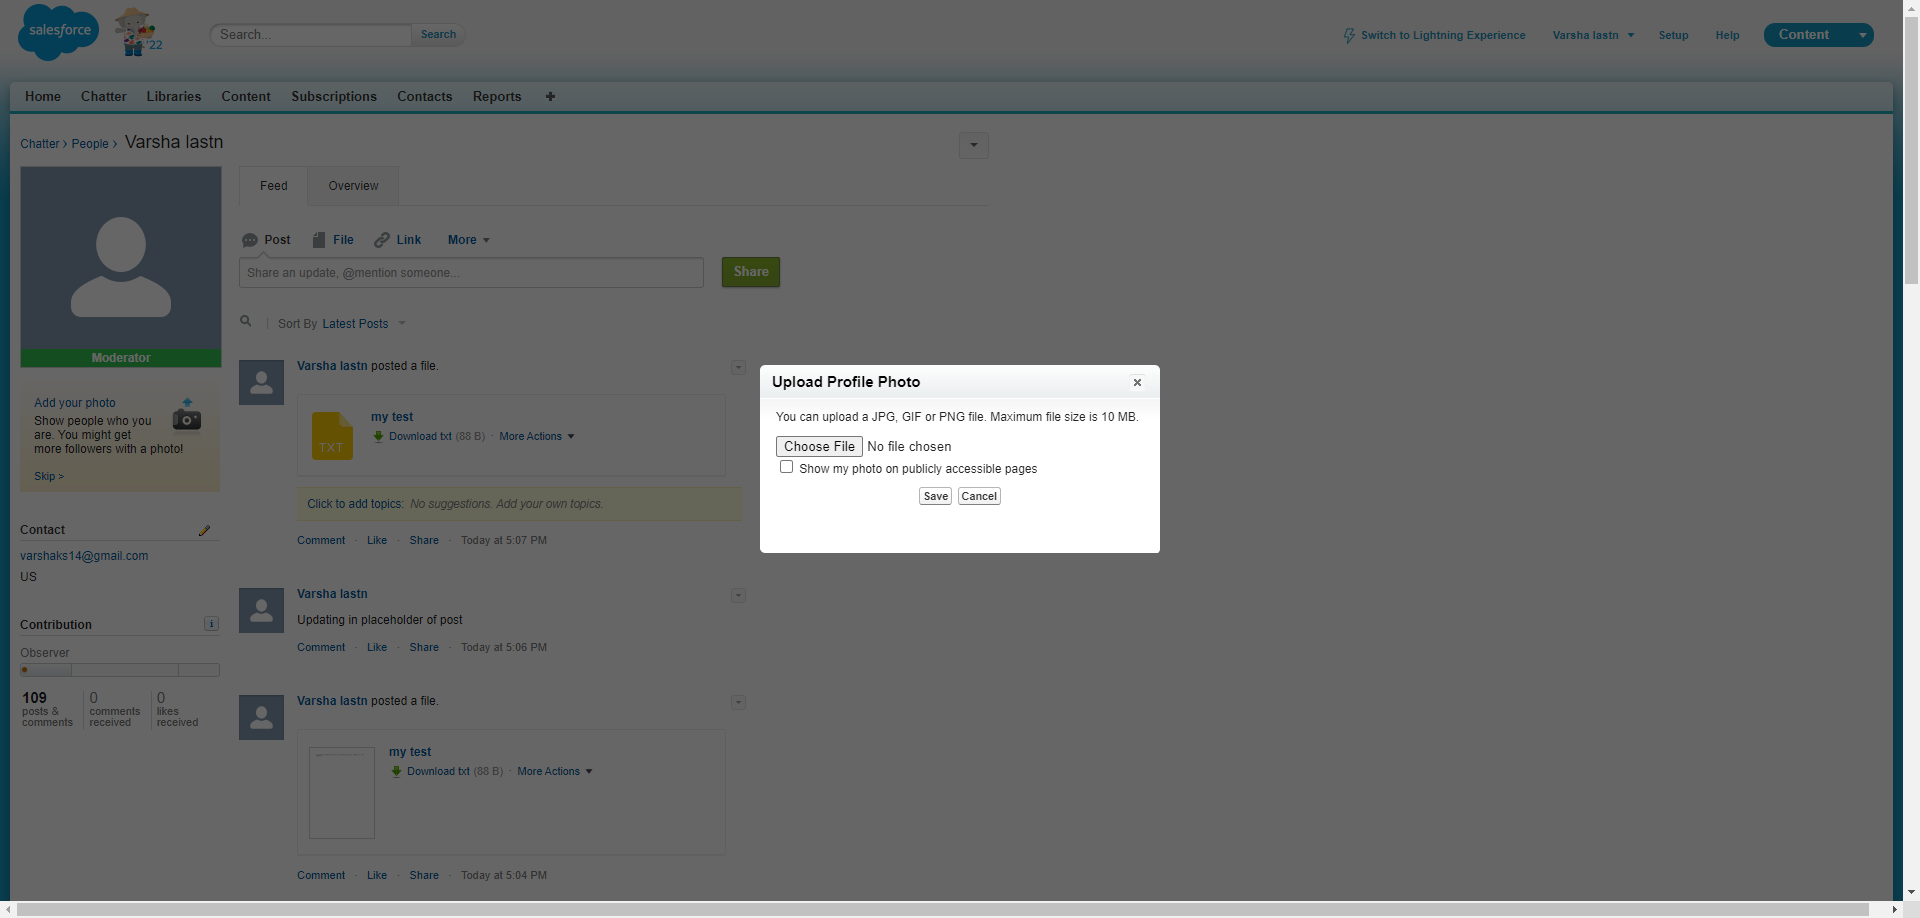 salesforce
'22
Search...
Search
Switch to Lightning Experience
Varsha lastn
Setup
Help
Content
Home
Chatter
Libraries
Content
Subscriptions
Contacts
Reports
Chatter › People › Varsha lastn
Feed
Overview
Post
File
Link
More
Share an update, @mention someone...
Share
Sort By Latest Posts
Moderator
Add your photo
Show people who you
are. You might get
more followers with a photo!
Skip >
Contact
varshaks14@gmail.com
US
Contribution
i
Observer
109
posts &
comments
0
comments
received
0
likes
received
Varsha lastn posted a file.
TXT
my test
Download txt (88 B) · More Actions
Click to add topics: No suggestions. Add your own topics.
Comment · Like · Share · Today at 5:07 PM
Varsha lastn
Updating in placeholder of post
Comment · Like · Share · Today at 5:06 PM
Varsha lastn posted a file.
my test
Download txt (88 B) · More Actions
Comment · Like · Share · Today at 5:04 PM
Upload Profile Photo
You can upload a JPG, GIF or PNG file. Maximum file size is 10 MB.
Choose File No file chosen
Show my photo on publicly accessible pages
Save
Cancel